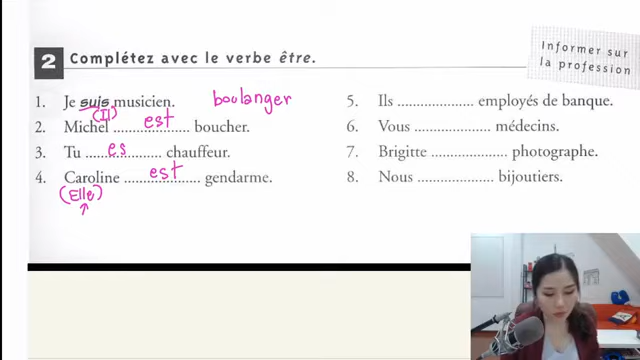 Informer sur
la profession
2 Complétez avec le verbe être.
1. Je suis musicien. boulanger
(Il)
2. Michel est boucher.
3. Tu es chauffeur.
4. Caroline est gendarme.
(Elle)
5. Ils .................... employés de banque.
6. Vous .................... médecins.
7. Brigitte .................... photographe.
8. Nous .................... bijoutiers.